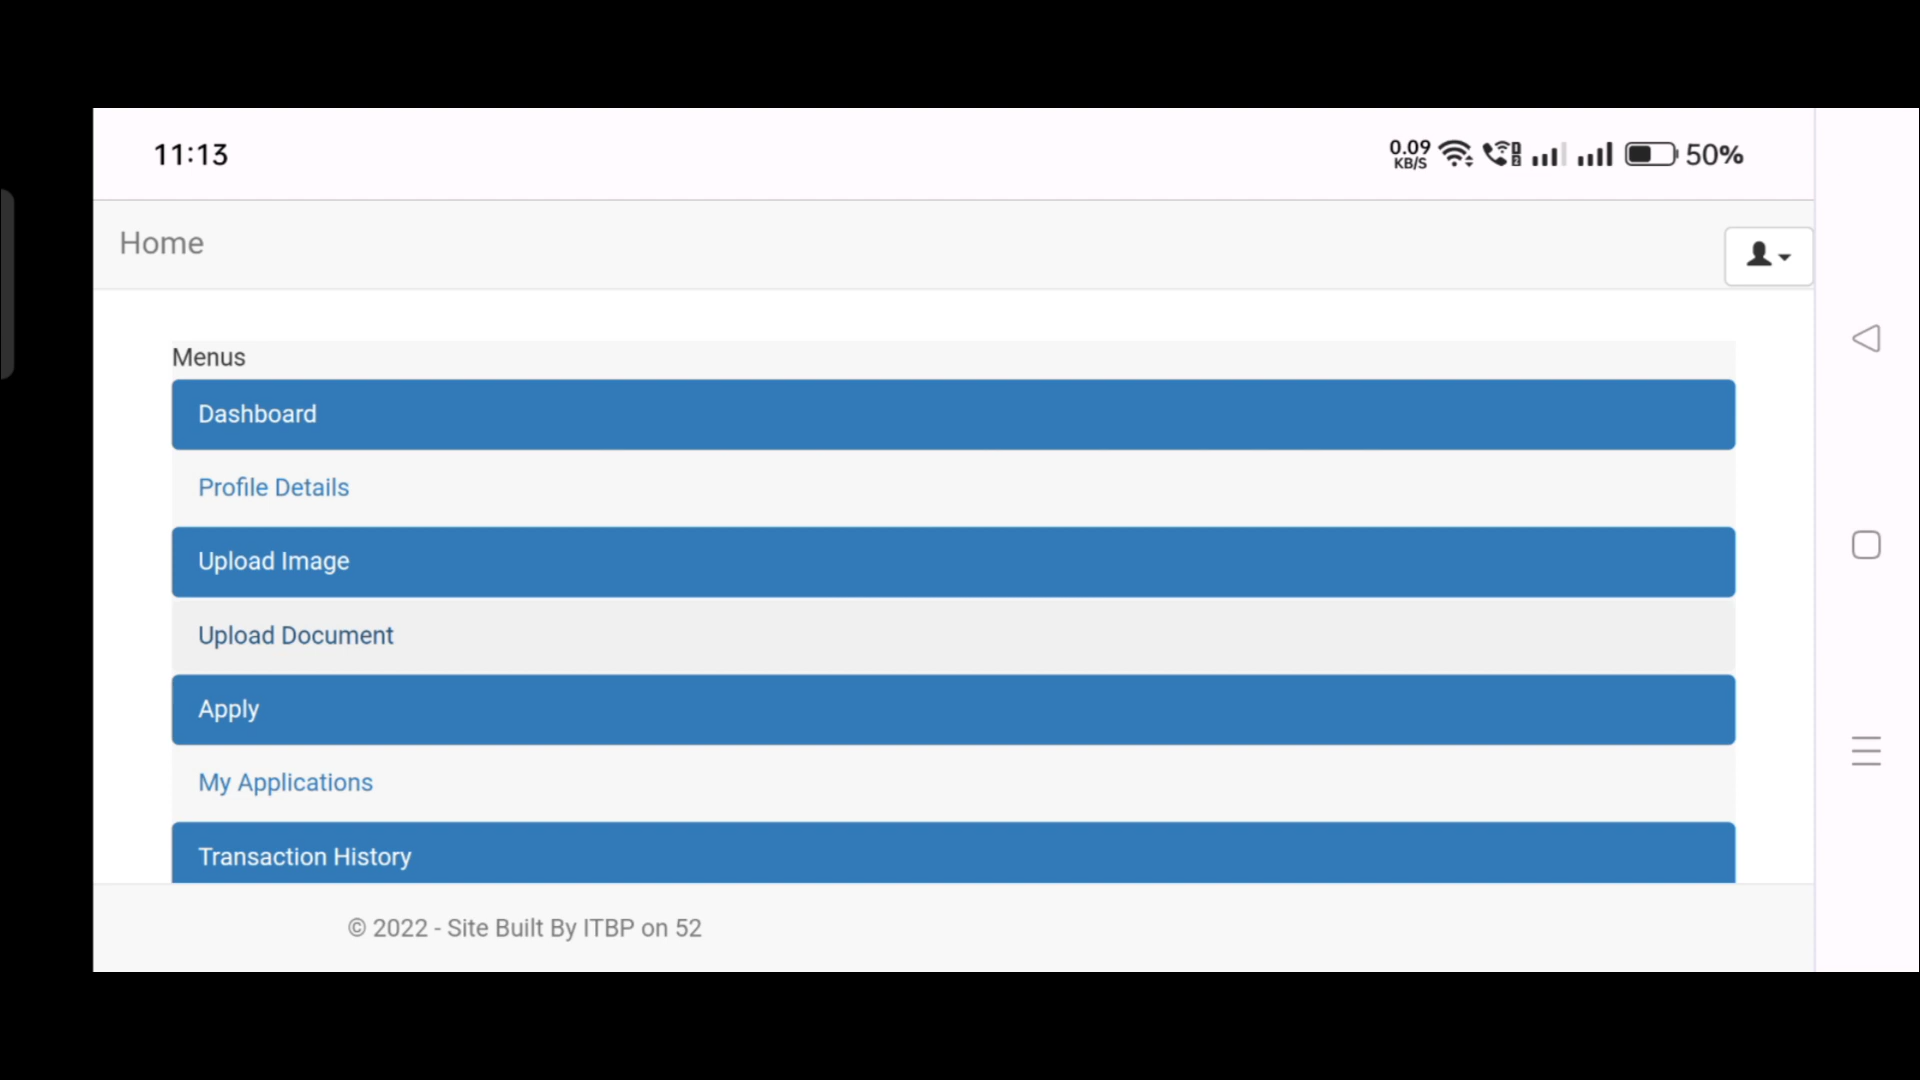 11:13
0.09
KB/S
50%
Home
Menus
Dashboard
Profile Details
Upload Image
Upload Document
Apply
My Applications
Transaction History
© 2022 - Site Built By ITBP on 52